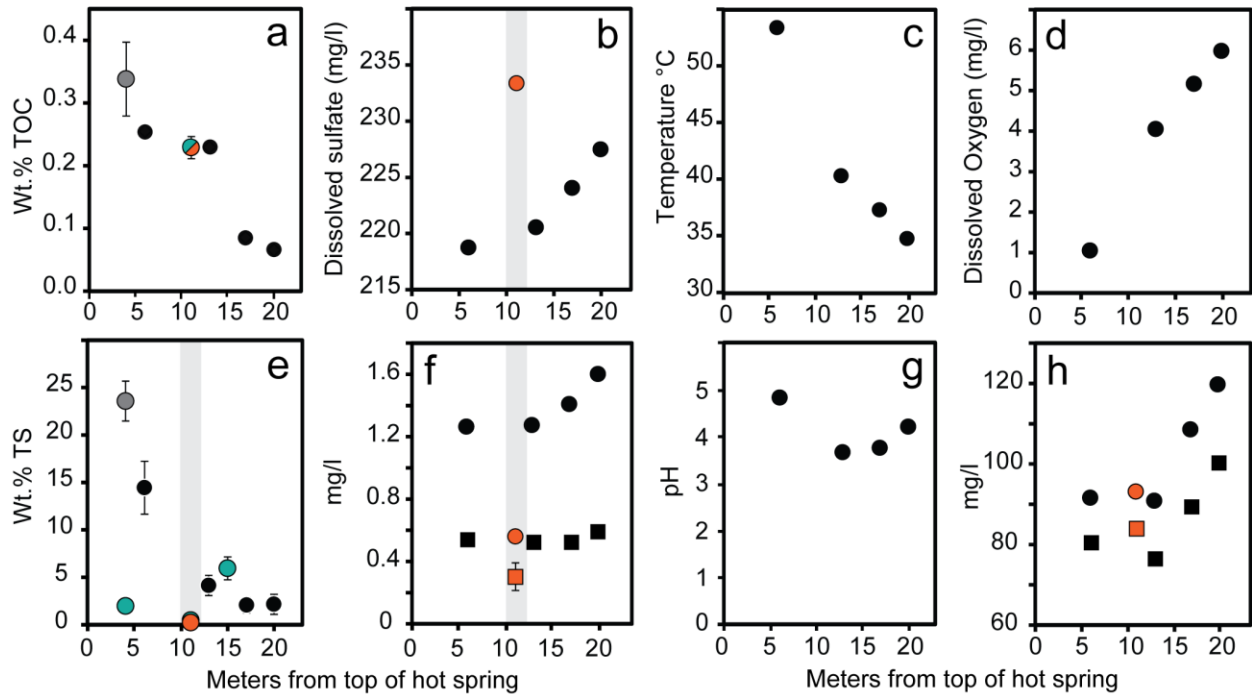 a
Wt.% TOC
0.4
0.3
0.2
0.1
0.0
0 5 10 15 20
b
Dissolved sulfate (mg/l)
235
230
225
220
215
0 5 10 15 20
c
Temperature °C
50
45
40
35
30
0 5 10 15 20
d
Dissolved Oxygen (mg/l)
6
5
4
3
2
1
0
0 5 10 15 20
e
Wt.% TS
25
20
15
10
5
0
0 5 10 15 20
f
mg/l
1.6
1.2
0.8
0.4
0.0
0 5 10 15 20
g
pH
5
4
3
2
1
0
0 5 10 15 20
h
mg/l
120
100
80
60
0 5 10 15 20
Meters from top of hot spring
Meters from top of hot spring